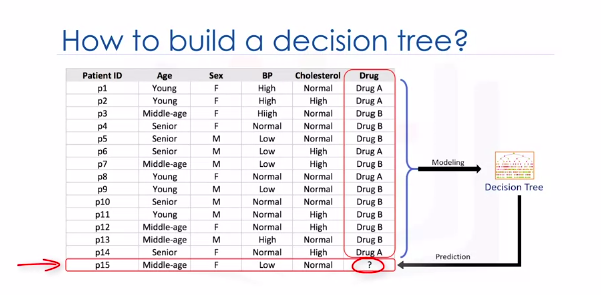 How to build a decision tree?
Patient ID Age Sex BP Cholesterol Drug
p1 Young F High Normal Drug A
p2 Young F High High Drug A
p3 Middle-age F Hiigh Normal Drug B
p4 Senior F Normal Normal Drug B
p5 Senior M Low Normal Drug B
p6 Senior M Low High Drug A
p7 Middle-age M Low High Drug B
p8 Young F Normal Normal Drug A
p9 Young M Low Normal Drug B
p10 Senior M Normal Normal Drug B
p11 Young M Normal High Drug B
p12 Middle-age F Normal High Drug B
p13 Middle-age M High Normal Drug B
p14 Senior F Normal High Drug A
p15 Middle-age F Low Normal ?
Modeling
Decision Tree
Prediction